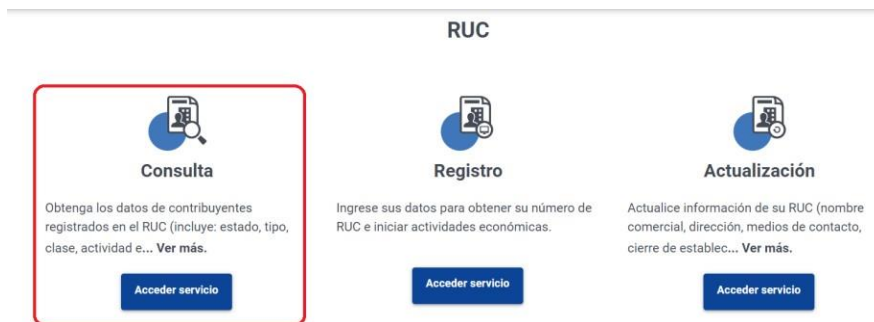 RUC
Consulta
Obtenga los datos de contribuyentes
registrados en el RUC (incluye: estado, tipo,
clase, actividad e... Ver más.
Acceder servicio
Registro
Ingrese sus datos para obtener su número de
RUC e iniciar actividades económicas.
Acceder servicio
Actualización
Actualice información de su RUC (nombre
comercial, dirección, medios de contacto,
cierre de establec... Ver más.
Acceder servicio